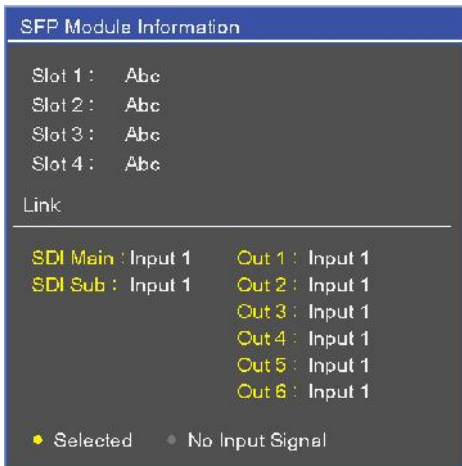 SFP Module Information
Slot 1 : Abc
Slot 2 : Abc
Slot 3 : Abc
Slot 4 : Abc
Link
SDI Main : Input 1 Out 1 : Input 1
SDI Sub : Input 1 Out 2 : Input 1
Out 3 : Input 1
Out 4 : Input 1
Out 5 : Input 1
Out 6 : Input 1
Selected No Input Signal